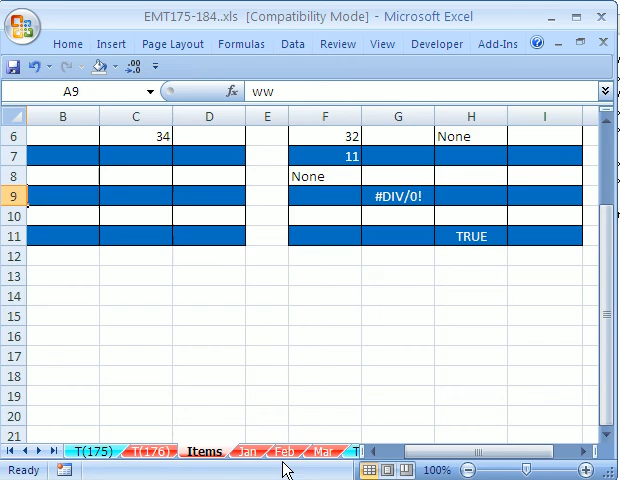 EMT175-184..xls [Compatibility Mode] - Microsoft Excel
Home Insert Page Layout Formulas Data Review View Developer Add-Ins
A9 fx ww
B C D E F G H I
6 34 32 None
7 11
8 None
9 #DIV/0!
10
11 TRUE
12
13
14
15
16
17
18
19
20
21
T(175) T(176) Items Jan Feb Mar T
Ready 100%